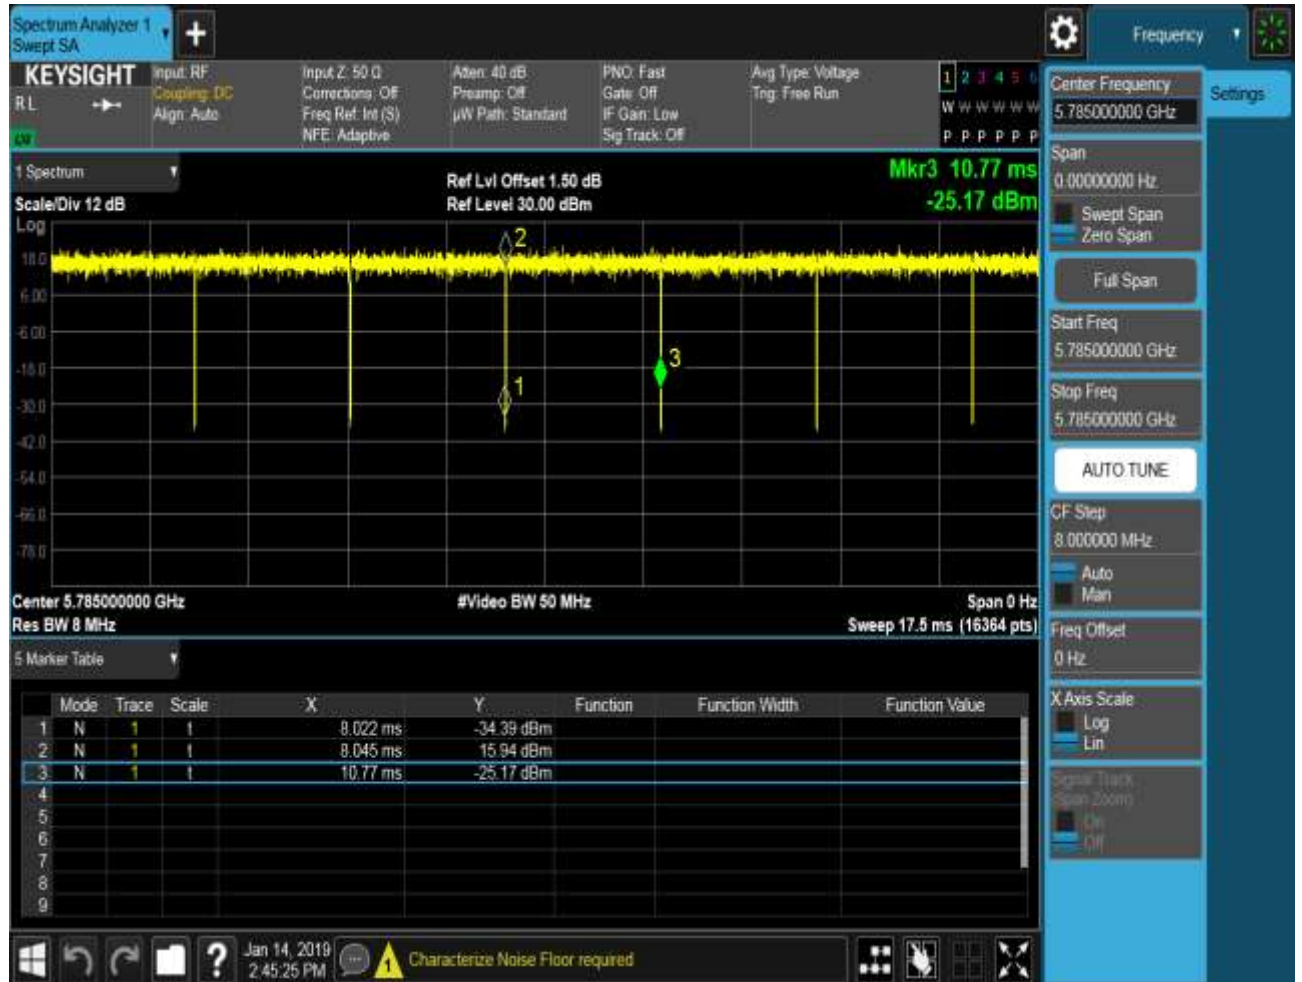 Spectrum Analyzer 1
Swept SA
+
Frequency
KEYSIGHT
RL
Input: RF
Coupling: DC
Align: Auto
Input Z: 50 Ω
Corrections: Off
Freq Ref: Int (S)
NFE: Adaptive
Atten: 40 dB
Preamp: Off
µW Path: Standard
PNO: Fast
Gate: Off
IF Gain: Low
Sig Track: Off
Avg Type: Voltage
Trig: Free Run
1 2 3 4 5 6
W W W W W W
P P P P P P
1 Spectrum
Scale/Div 12 dB
Ref Lvl Offset 1.50 dB
Ref Level 30.00 dBm
Mkr3 10.77 ms
-25.17 dBm
Log
18.0
6.00
-6.00
-18.0
-30.0
-42.0
-54.0
-66.0
-78.0
2
1
3
Center 5.785000000 GHz
Res BW 8 MHz
#Video BW 50 MHz
Span 0 Hz
Sweep 17.5 ms (16364 pts)
5 Marker Table
Mode Trace Scale X Y Function Function Width Function Value
1 N 1 t 8.022 ms -34.39 dBm
2 N 1 t 8.045 ms 15.94 dBm
3 N 1 t 10.77 ms -25.17 dBm
4
5
6
7
8
9
Center Frequency
5.785000000 GHz
Settings
Span
0.00000000 Hz
Swept Span
Zero Span
Full Span
Start Freq
5.785000000 GHz
Stop Freq
5.785000000 GHz
AUTO TUNE
CF Step
8.000000 MHz
Auto
Man
Freq Offset
0 Hz
X Axis Scale
Log
Lin
Signal Track
(Span Zoom)
On
Off
?
Jan 14, 2019
2:45:25 PM
1
Characterize Noise Floor required